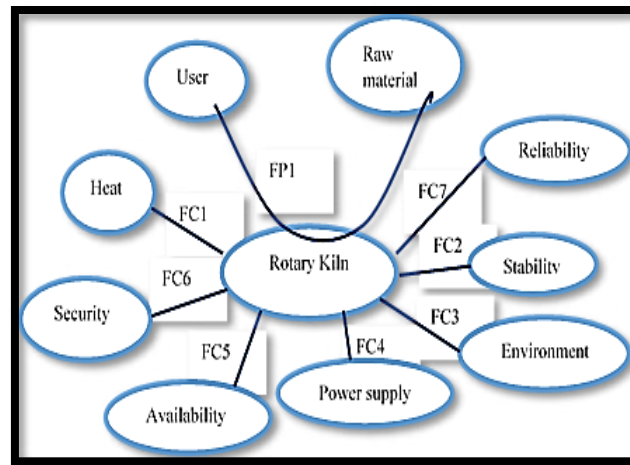 User
Raw
material
FP1
Reliability
Heat
FC7
FC1
FC2
Rotary Kiln
Stability
FC6
Security
FC3
FC5
FC4
Environment
Power supply
Availability